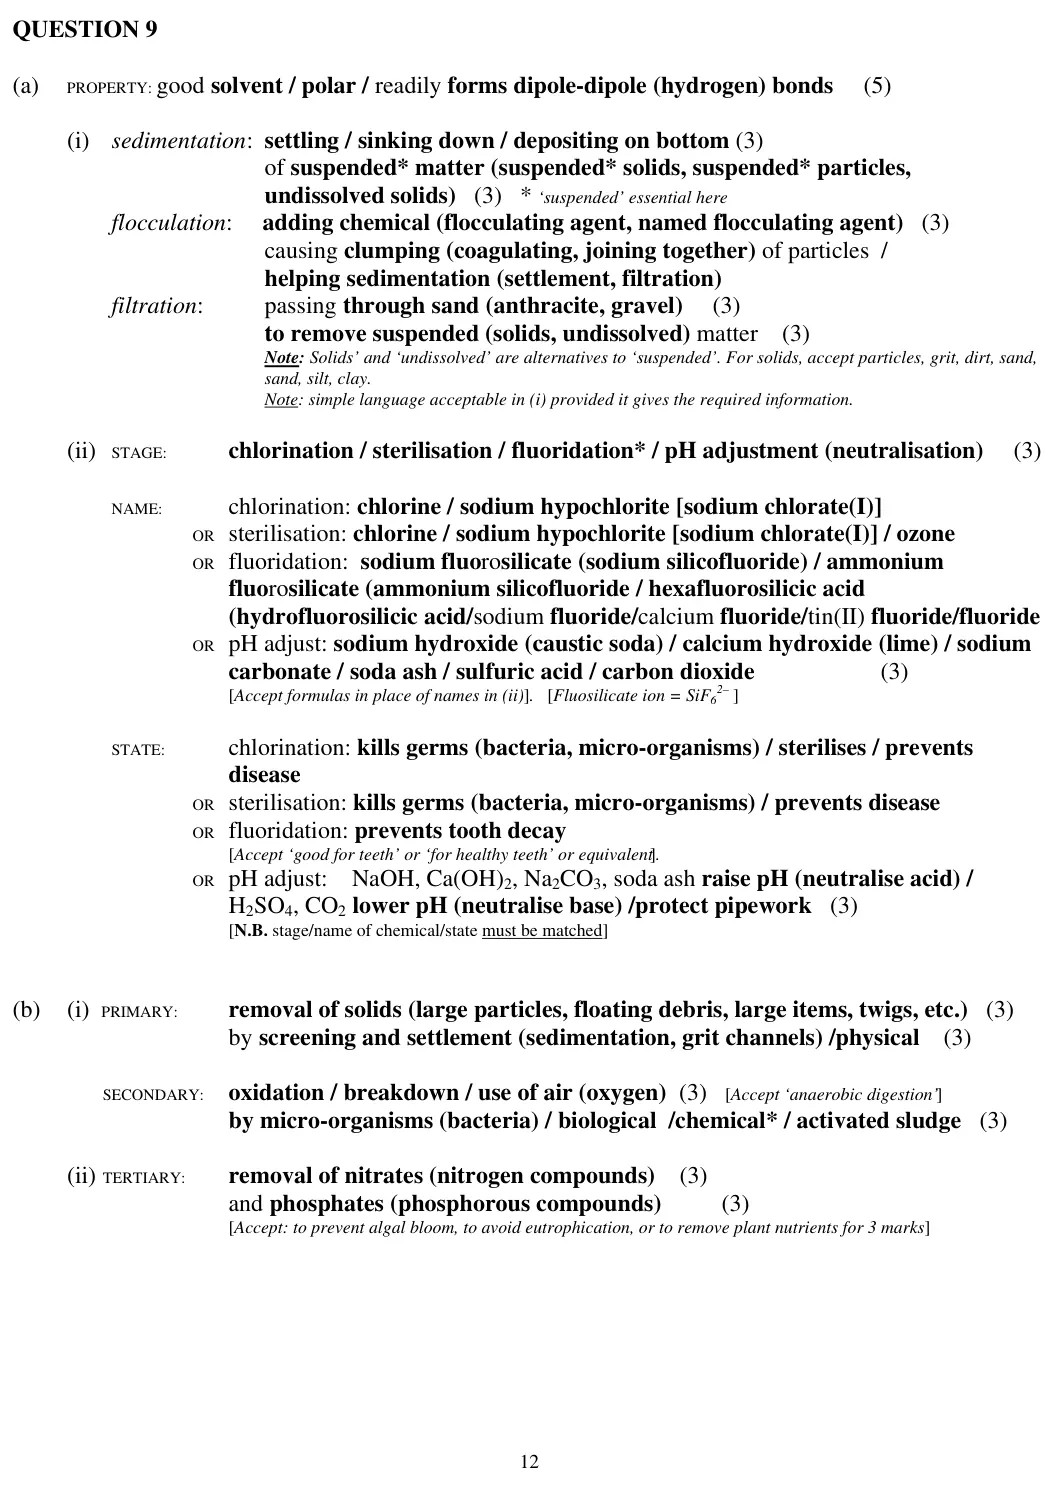 QUESTION 9
(a) PROPERTY: good solvent / polar / readily forms dipole-dipole (hydrogen) bonds (5)
(i) sedimentation: settling / sinking down / depositing on bottom (3)
of suspended* matter (suspended* solids, suspended* particles,
undissolved solids) (3) * ‘suspended’ essential here
flocculation: adding chemical (flocculating agent, named flocculating agent) (3)
causing clumping (coagulating, joining together) of particles /
helping sedimentation (settlement, filtration)
filtration: passing through sand (anthracite, gravel) (3)
to remove suspended (solids, undissolved) matter (3)
Note: Solids’ and ‘undissolved’ are alternatives to ‘suspended’. For solids, accept particles, grit, dirt, sand,
sand, silt, clay.
Note: simple language acceptable in (i) provided it gives the required information.
(ii) STAGE: chlorination / sterilisation / fluoridation* / pH adjustment (neutralisation) (3)
NAME: chlorination: chlorine / sodium hypochlorite [sodium chlorate(I)]
OR sterilisation: chlorine / sodium hypochlorite [sodium chlorate(I)] / ozone
OR fluoridation: sodium fluorosilicate (sodium silicofluoride) / ammonium
fluorosilicate (ammonium silicofluoride / hexafluorosilicic acid
(hydrofluorosilicic acid/sodium fluoride/calcium fluoride/tin(II) fluoride/fluoride
OR pH adjust: sodium hydroxide (caustic soda) / calcium hydroxide (lime) / sodium
carbonate / soda ash / sulfuric acid / carbon dioxide (3)
[Accept formulas in place of names in (ii)]. [Fluosilicate ion = SiF₆²⁻ ]
STATE: chlorination: kills germs (bacteria, micro-organisms) / sterilises / prevents
disease
OR sterilisation: kills germs (bacteria, micro-organisms) / prevents disease
OR fluoridation: prevents tooth decay
[Accept ‘good for teeth’ or ‘for healthy teeth’ or equivalent].
OR pH adjust: NaOH, Ca(OH)₂, Na₂CO₃, soda ash raise pH (neutralise acid) /
H₂SO₄, CO₂ lower pH (neutralise base) /protect pipework (3)
[N.B. stage/name of chemical/state must be matched]
(b) (i) PRIMARY: removal of solids (large particles, floating debris, large items, twigs, etc.) (3)
by screening and settlement (sedimentation, grit channels) /physical (3)
SECONDARY: oxidation / breakdown / use of air (oxygen) (3) [Accept ‘anaerobic digestion’]
by micro-organisms (bacteria) / biological /chemical* / activated sludge (3)
(ii) TERTIARY: removal of nitrates (nitrogen compounds) (3)
and phosphates (phosphorous compounds) (3)
[Accept: to prevent algal bloom, to avoid eutrophication, or to remove plant nutrients for 3 marks]
12